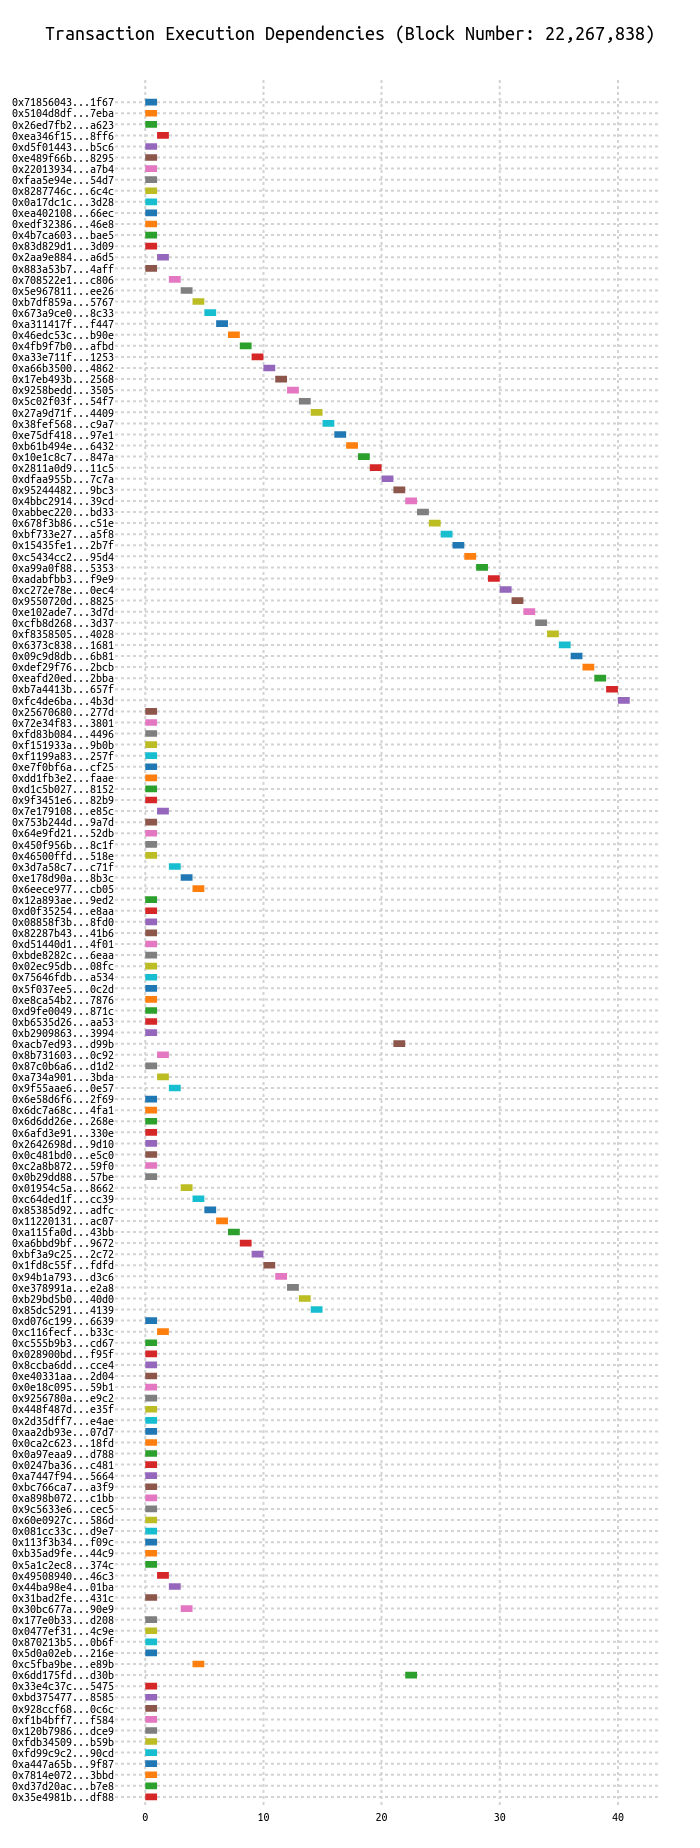 Transaction Execution Dependencies (Block Number: 22,267,838)
0x71856043...1f67
0x5104d8df...7eba
0x26ed7fb2...a623
0xea346f15...8ff6
0xd5f01443...b5c6
0xe489f66b...8295
0x22013934...a7b4
0xfaa5e94e...54d7
0x8287746c...6c4c
0x0a17dc1c...3d28
0xea402108...66ec
0xedf32386...46e8
0x4b7ca603...bae5
0x83d829d1...3d09
0x2aa9e884...a6d5
0x883a53b7...4aff
0x708522e1...c806
0x5e967811...ee26
0xb7df859a...5767
0x673a9ce0...8c33
0xa311417f...f447
0x46edc53c...b90e
0x4fb9f7b0...afbd
0xa33e711f...1253
0xa66b3500...4862
0x17eb493b...2568
0x9258bedd...3505
0x5c02f03f...54f7
0x27a9d71f...4409
0x38fef568...c9a7
0xe75df418...97e1
0xb61b494e...6432
0x10e1c8c7...847a
0x2811a0d9...11c5
0xdfaa955b...7c7a
0x95244482...9bc3
0x4bbc2914...39cd
0xabbec220...bd33
0x678f3b86...c51e
0xbf733e27...a5f8
0x15435fe1...2b7f
0xc5434cc2...95d4
0xa99a0f88...5353
0xadabfbb3...f9e9
0xc272e78e...0ec4
0x9550720d...8825
0xe102ade7...3d7d
0xcfb8d268...3d37
0xf8358505...4028
0x6373c838...1681
0x09c9d8db...6b81
0xdef29f76...2bcb
0xeafd20ed...2bba
0xb7a4413b...657f
0xfc4de6ba...4b3d
0x25670680...277d
0x72e34f83...3801
0xfd83b084...4496
0xf151933a...9b0b
0xf1199a83...257f
0xe7f0bf6a...cf25
0xdd1fb3e2...faae
0xd1c5b027...8152
0x9f3451e6...82b9
0x7e179108...e85c
0x753b244d...9a7d
0x64e9fd21...52db
0x450f956b...8c1f
0x46500ffd...518e
0x3d7a58c7...c71f
0xe178d90a...8b3c
0x6eece977...cb05
0x12a893ae...9ed2
0xd0f35254...e8aa
0x08858f3b...8fd0
0x82287b43...41b6
0xd51440d1...4f01
0xbde8282c...6eaa
0x02ec95db...08fc
0x75646fdb...a534
0x5f037ee5...0c2d
0xe8ca54b2...7876
0xd9fe0049...871c
0xb6535d26...aa53
0xb2909863...3994
0xacb7ed93...d99b
0x8b731603...0c92
0x87c0b6a6...d1d2
0xa734a901...3bda
0x9f55aae6...0e57
0x6e58d6f6...2f69
0x6dc7a68c...4fa1
0x6d6dd26e...268e
0x6afd3e91...330e
0x2642698d...9d10
0x0c481bd0...e5c0
0xc2a8b872...59f0
0x0b29dd88...57be
0x01954c5a...8662
0xc64ded1f...cc39
0x85385d92...adfc
0x11220131...ac07
0xa115fa0d...43bb
0xa6bbd9bf...9672
0xbf3a9c25...2c72
0x1fd8c55f...fdfd
0x94b1a793...d3c6
0xe378991a...e2a8
0xb29bd5b0...40d0
0x85dc5291...4139
0xd076c199...6639
0xc116fecf...b33c
0xc555b9b3...cd67
0x028900bd...f95f
0x8ccba6dd...cce4
0xe40331aa...2d04
0x0e18c095...59b1
0x9256780a...e9c2
0x448f487d...e35f
0x2d35dff7...e4ae
0xaa2db93e...07d7
0x0ca2c623...18fd
0x0a97eaa9...d788
0x0247ba36...c481
0xa7447f94...5664
0xbc766ca7...a3f9
0xa898b072...c1bb
0x9c5633e6...cec5
0x60e0927c...586d
0x081cc33c...d9e7
0x113f3b34...f09c
0xb35ad9fe...44c9
0x5a1c2ec8...374c
0x49508940...46c3
0x44ba98e4...01ba
0x31bad2fe...431c
0x30bc677a...90e9
0x177e0b33...d208
0x0477ef31...4c9e
0x870213b5...0b6f
0x5d0a02eb...216e
0xc5fba9be...e89b
0x6dd175fd...d30b
0x33e4c37c...5475
0xbd375477...8585
0x928ccf68...0c6c
0xf1b4bff7...f584
0x120b7986...dce9
0xfdb34509...b59b
0xfd99c9c2...90cd
0xa447a65b...9f87
0x7814e072...3bbd
0xd37d20ac...b7e8
0x35e4981b...df88
0 10 20 30 40